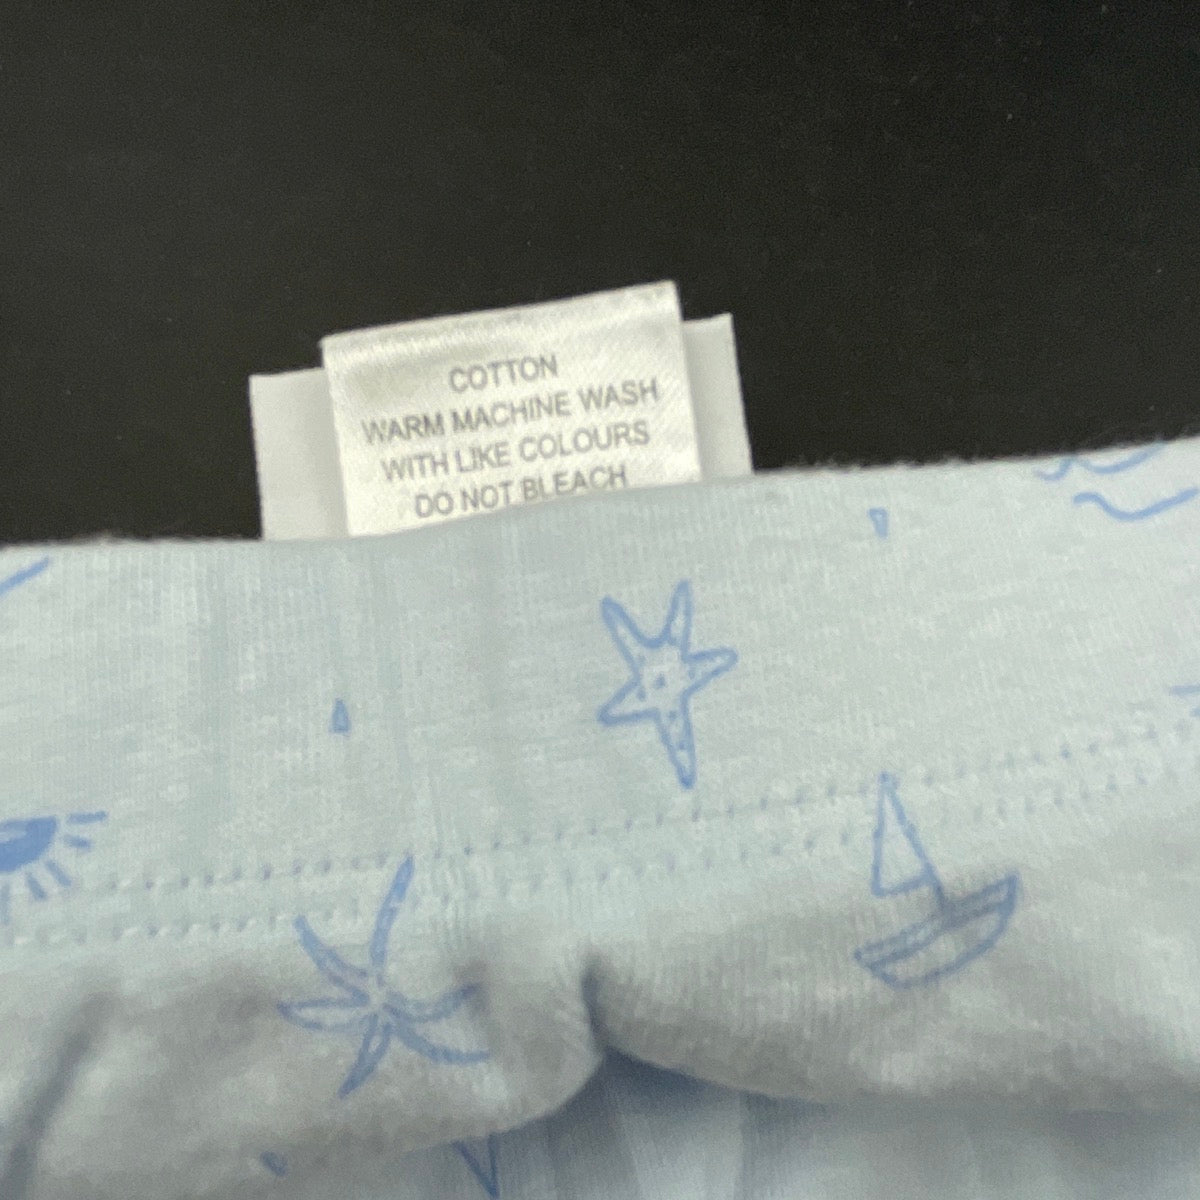 COTTON
WARM MACHINE WASH
WITH LIKE COLOURS
DO NOT BLEACH